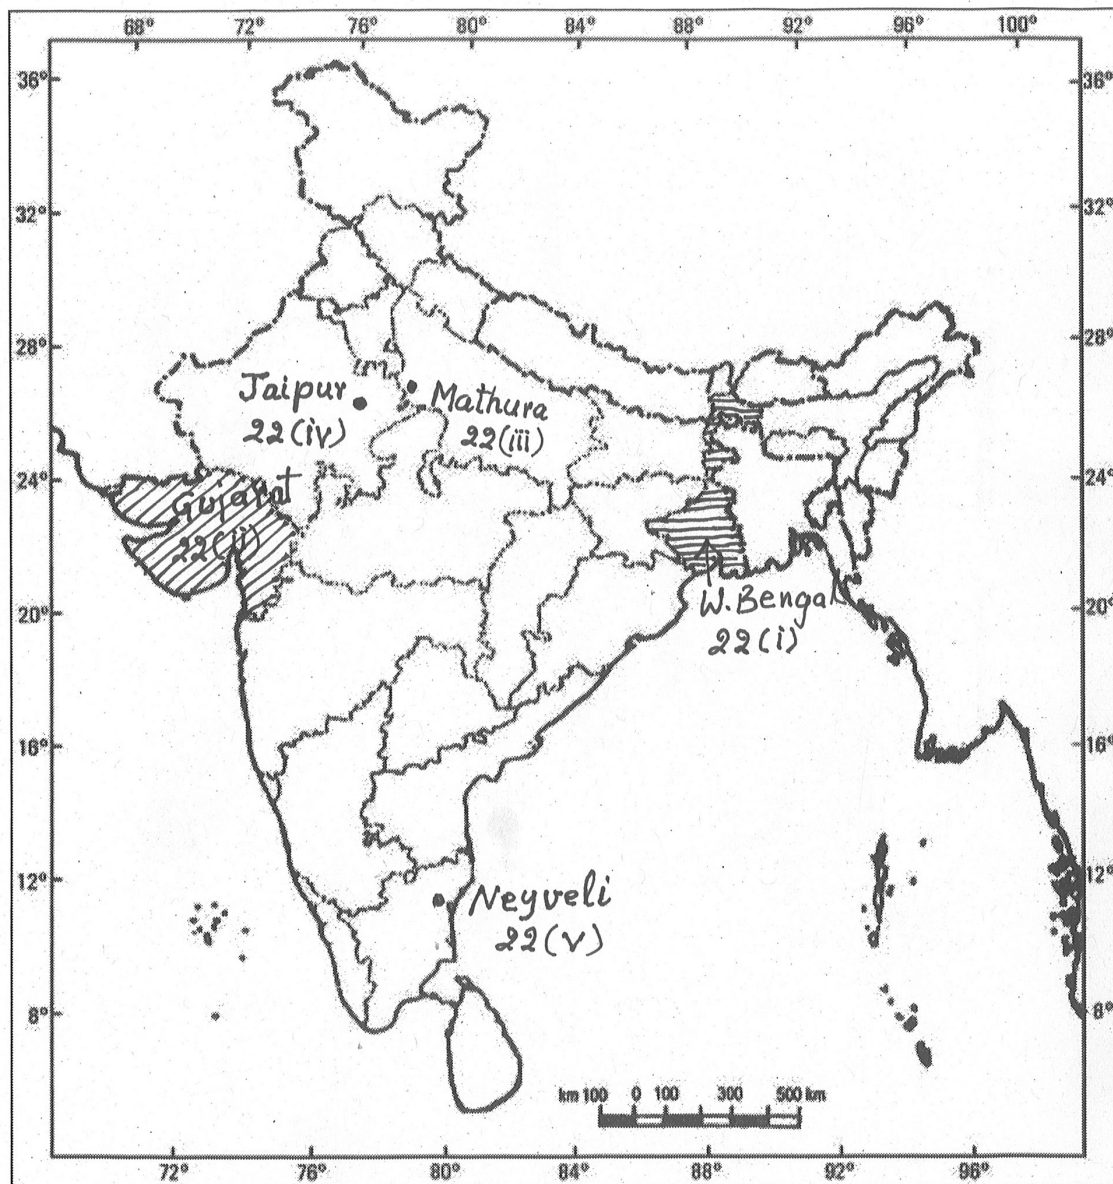 68° 72° 76° 80° 84° 88° 92° 96° 100°
36° 36°
32° 32°
28° 28°
Jaipur
22(iv)
Mathura
22(iii)
24° 24°
Gujarat
22(ii)
20° 20°
W. Bengal
22(i)
16° 16°
12° 12°
Neyveli
22(v)
8° 8°
km 100 0 100 300 500 km
72° 76° 80° 84° 88° 92° 96°